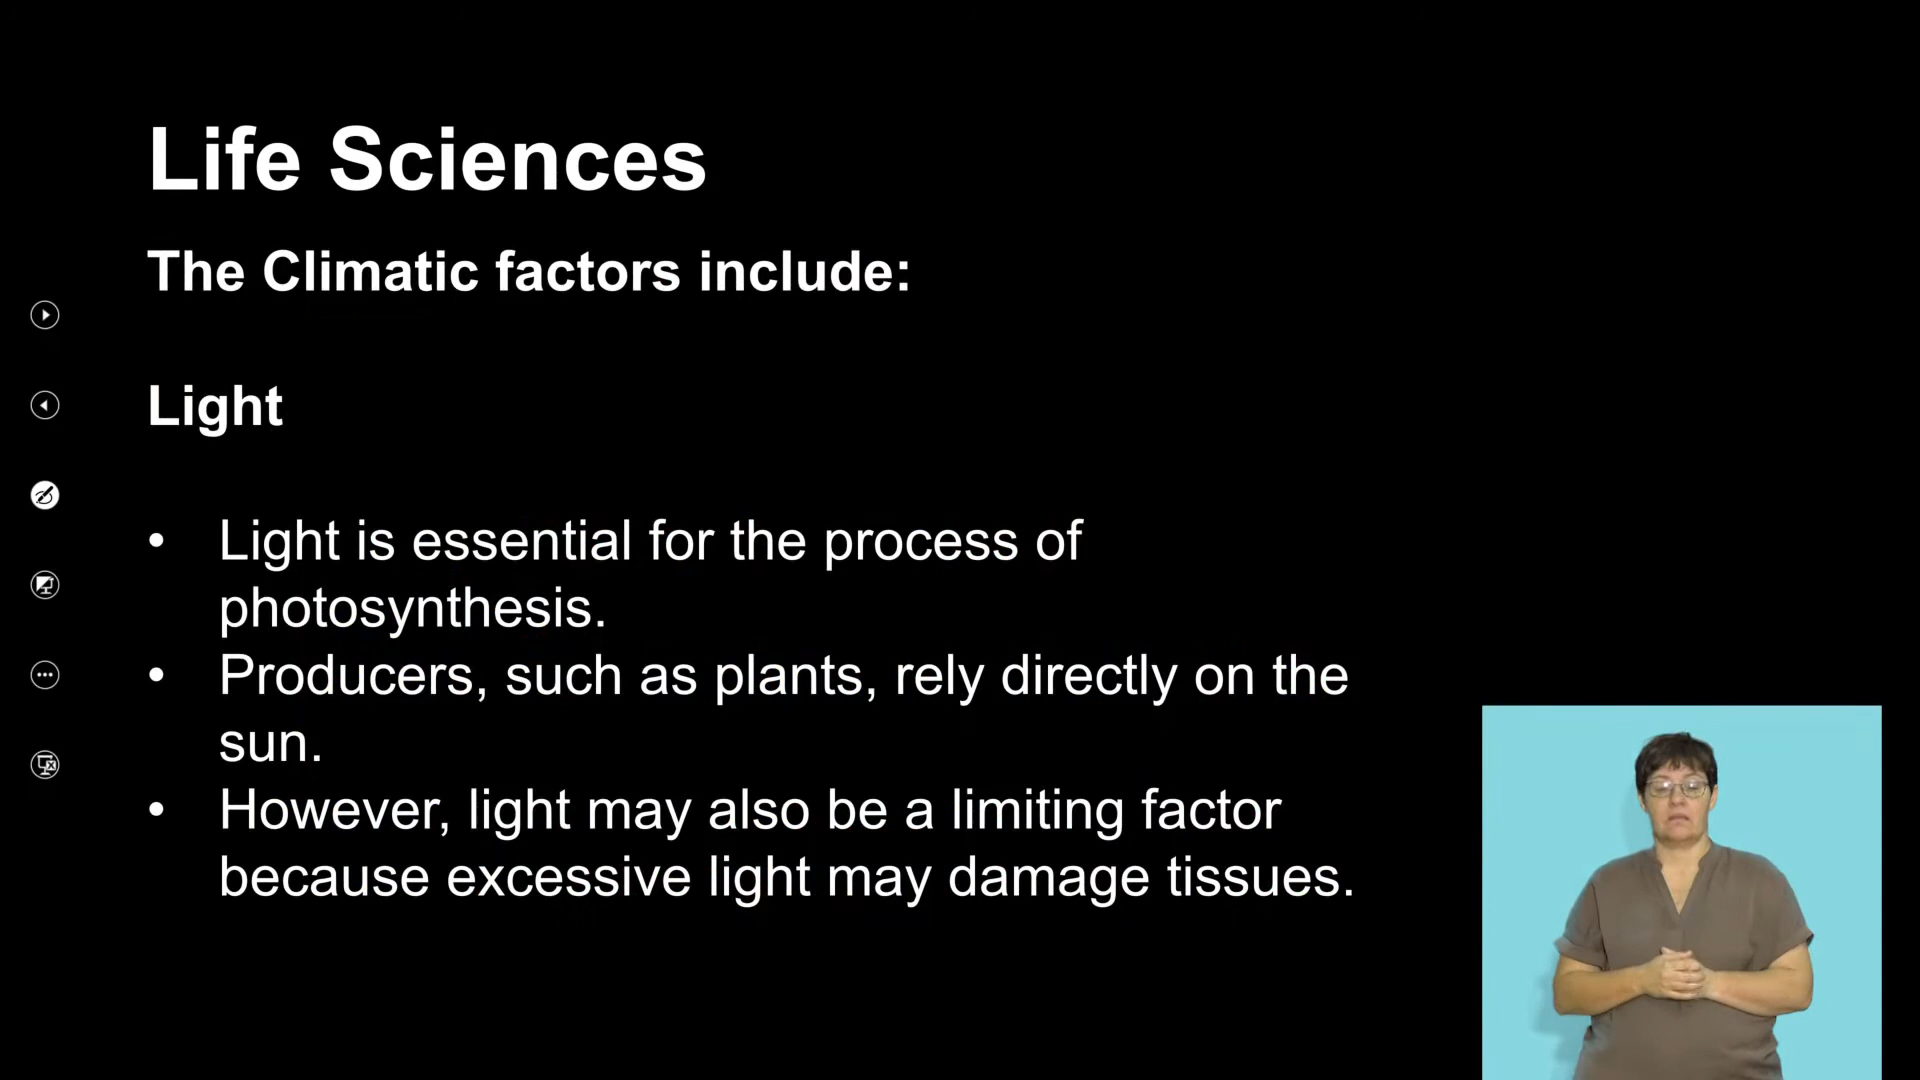 Life Sciences
The Climatic factors include:
Light
• Light is essential for the process of
photosynthesis.
• Producers, such as plants, rely directly on the
sun.
• However, light may also be a limiting factor
because excessive light may damage tissues.